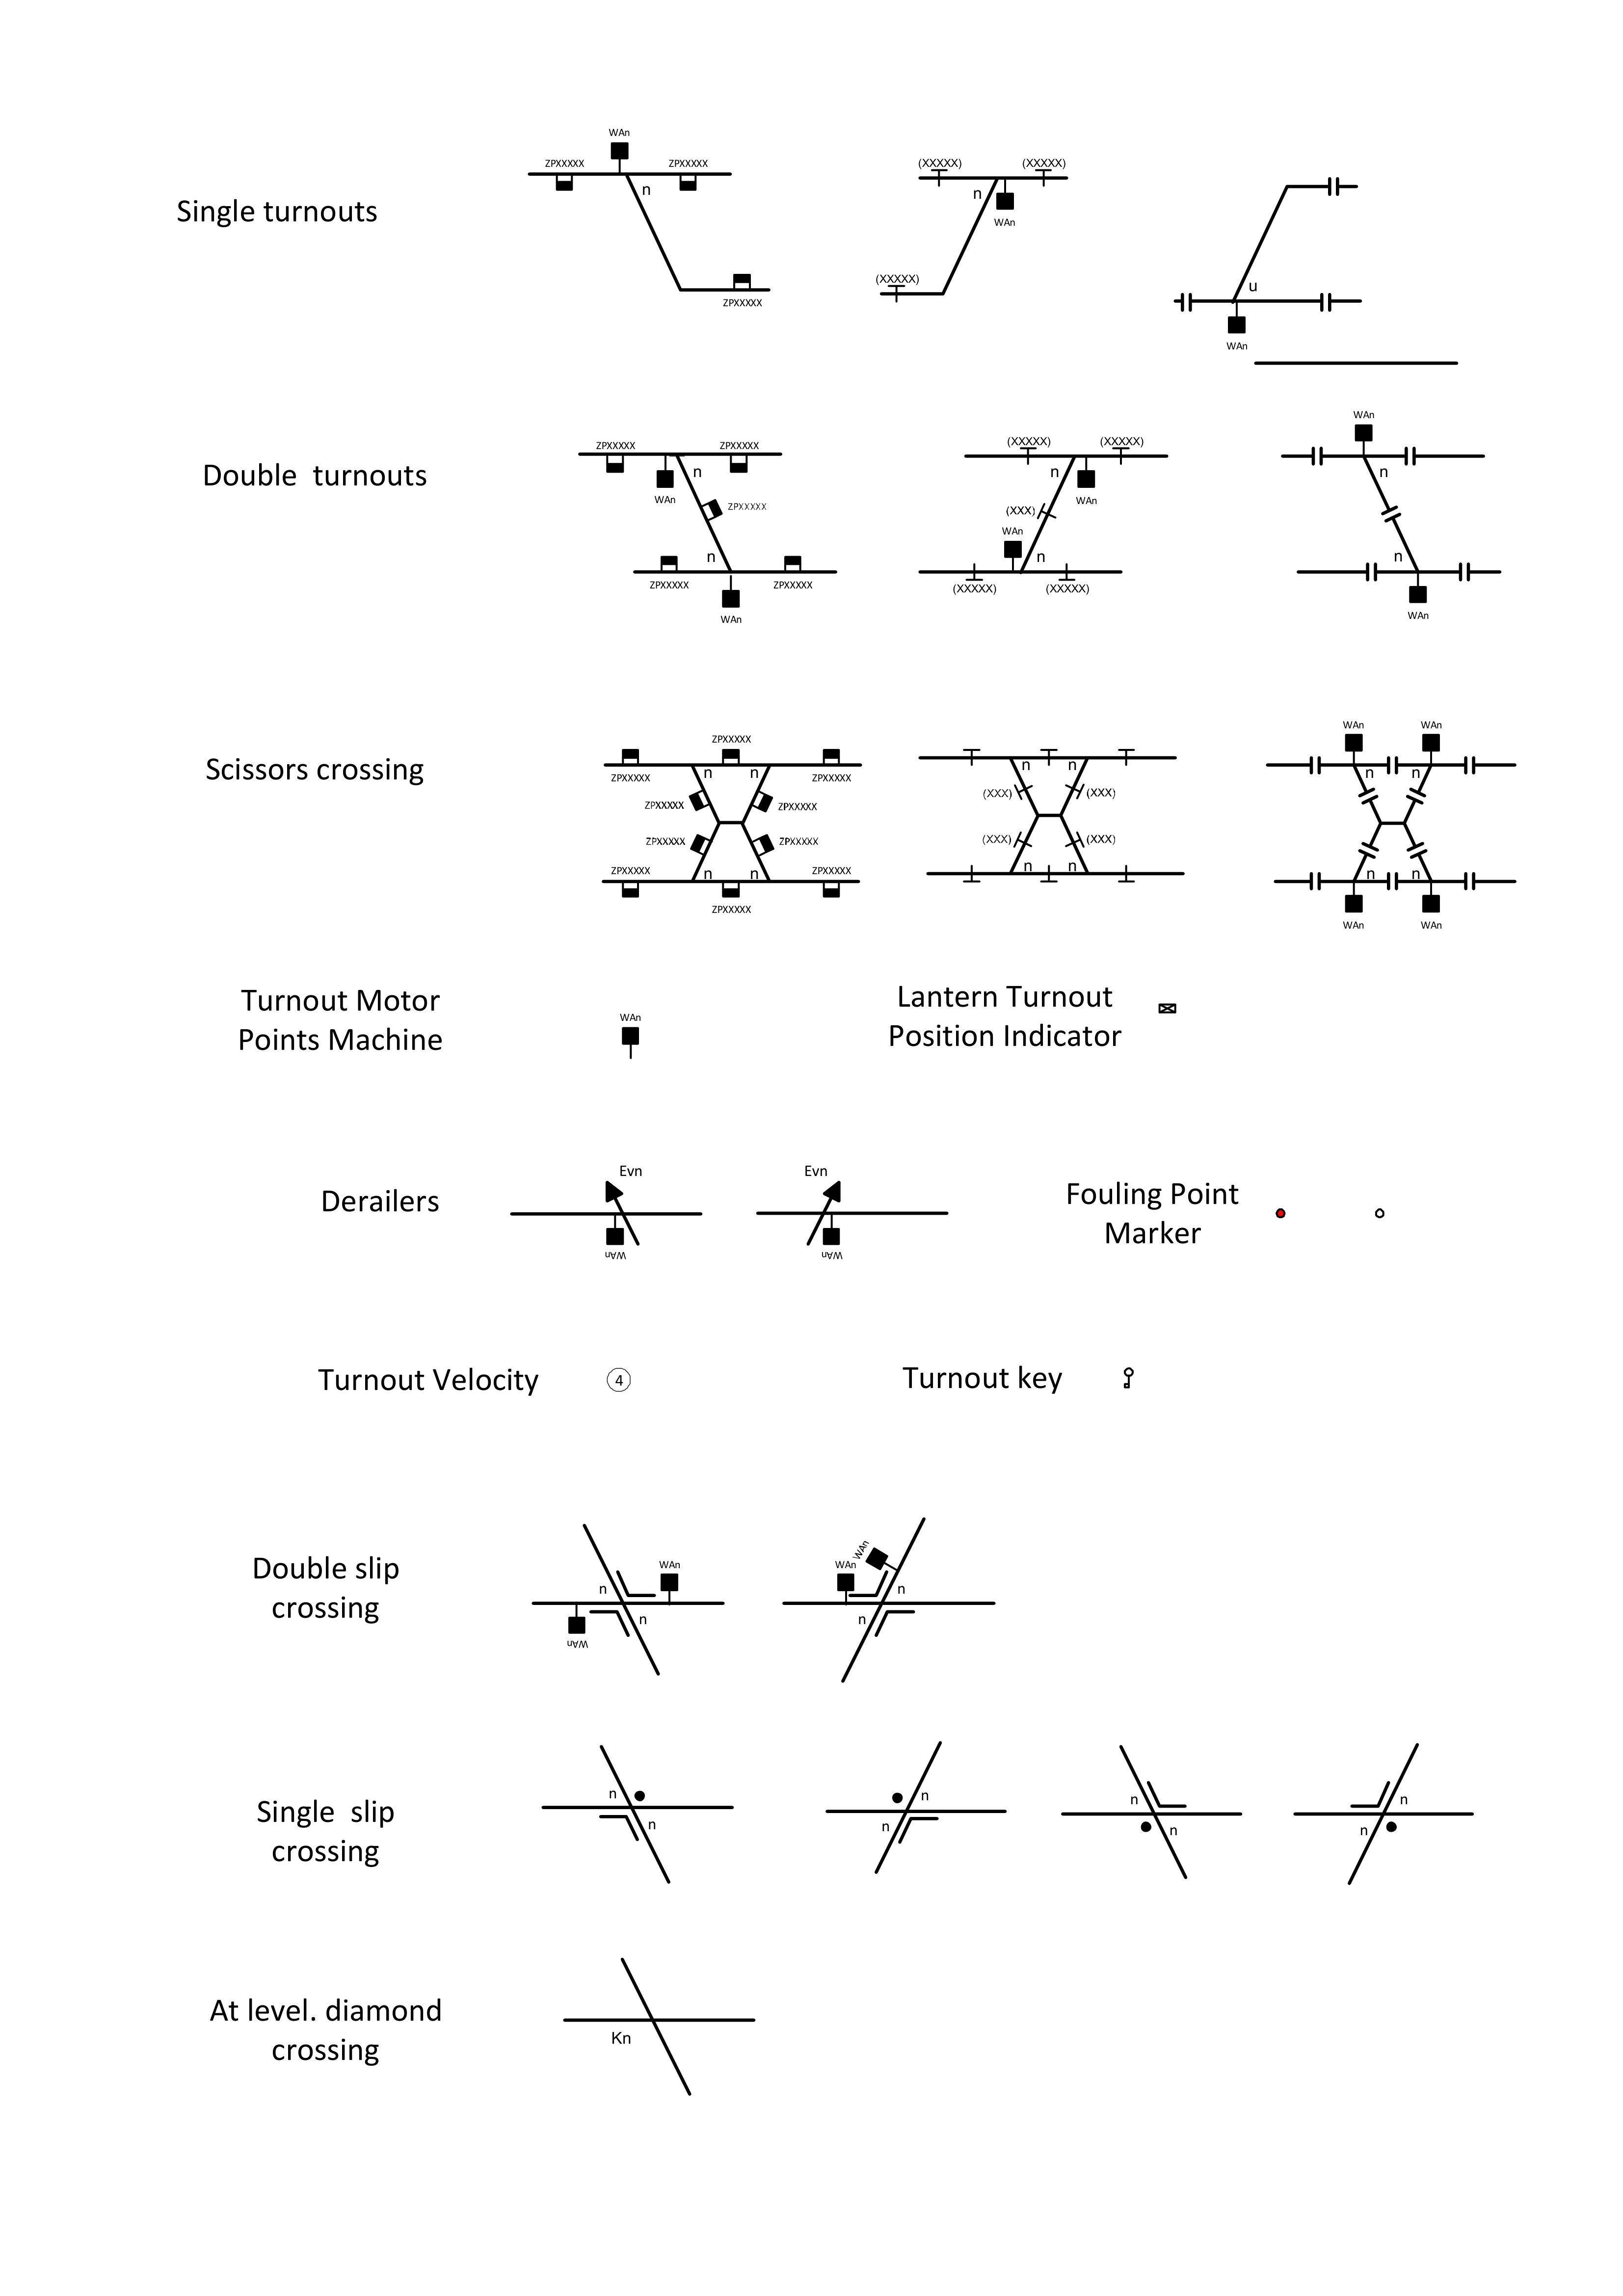 WAn
ZPXXXXX ZPXXXXX
n
ZPXXXXX
(XXXXX) (XXXXX)
n
WAn
(XXXXX)
Single turnouts
u
WAn
WAn
ZPXXXXX ZPXXXXX
n
WAn
ZPXXXXX
n
ZPXXXXX ZPXXXXX
WAn
(XXXXX) (XXXXX)
n
WAn
(XXX)
WAn
n
(XXXXX) (XXXXX)
n
n
WAn
Double turnouts
ZPXXXXX
n n
ZPXXXXX ZPXXXXX
ZPXXXXX ZPXXXXX
ZPXXXXX ZPXXXXX
ZPXXXXX ZPXXXXX
n n
ZPXXXXX
n n
(XXX) (XXX)
(XXX) (XXX)
n n
WAn WAn
n n
n n
WAn WAn
Scissors crossing
Turnout Motor
Points Machine
WAn
Lantern Turnout
Position Indicator
Derailers
Evn
WAn
Evn
WAn
Fouling Point
Marker
Turnout Velocity
4
Turnout key
Double slip
crossing
WAn
n
n
WAn
WAn WAn
n
n
Single slip
crossing
n
n
n
n
n
n
n
n
At level. diamond
crossing
Kn